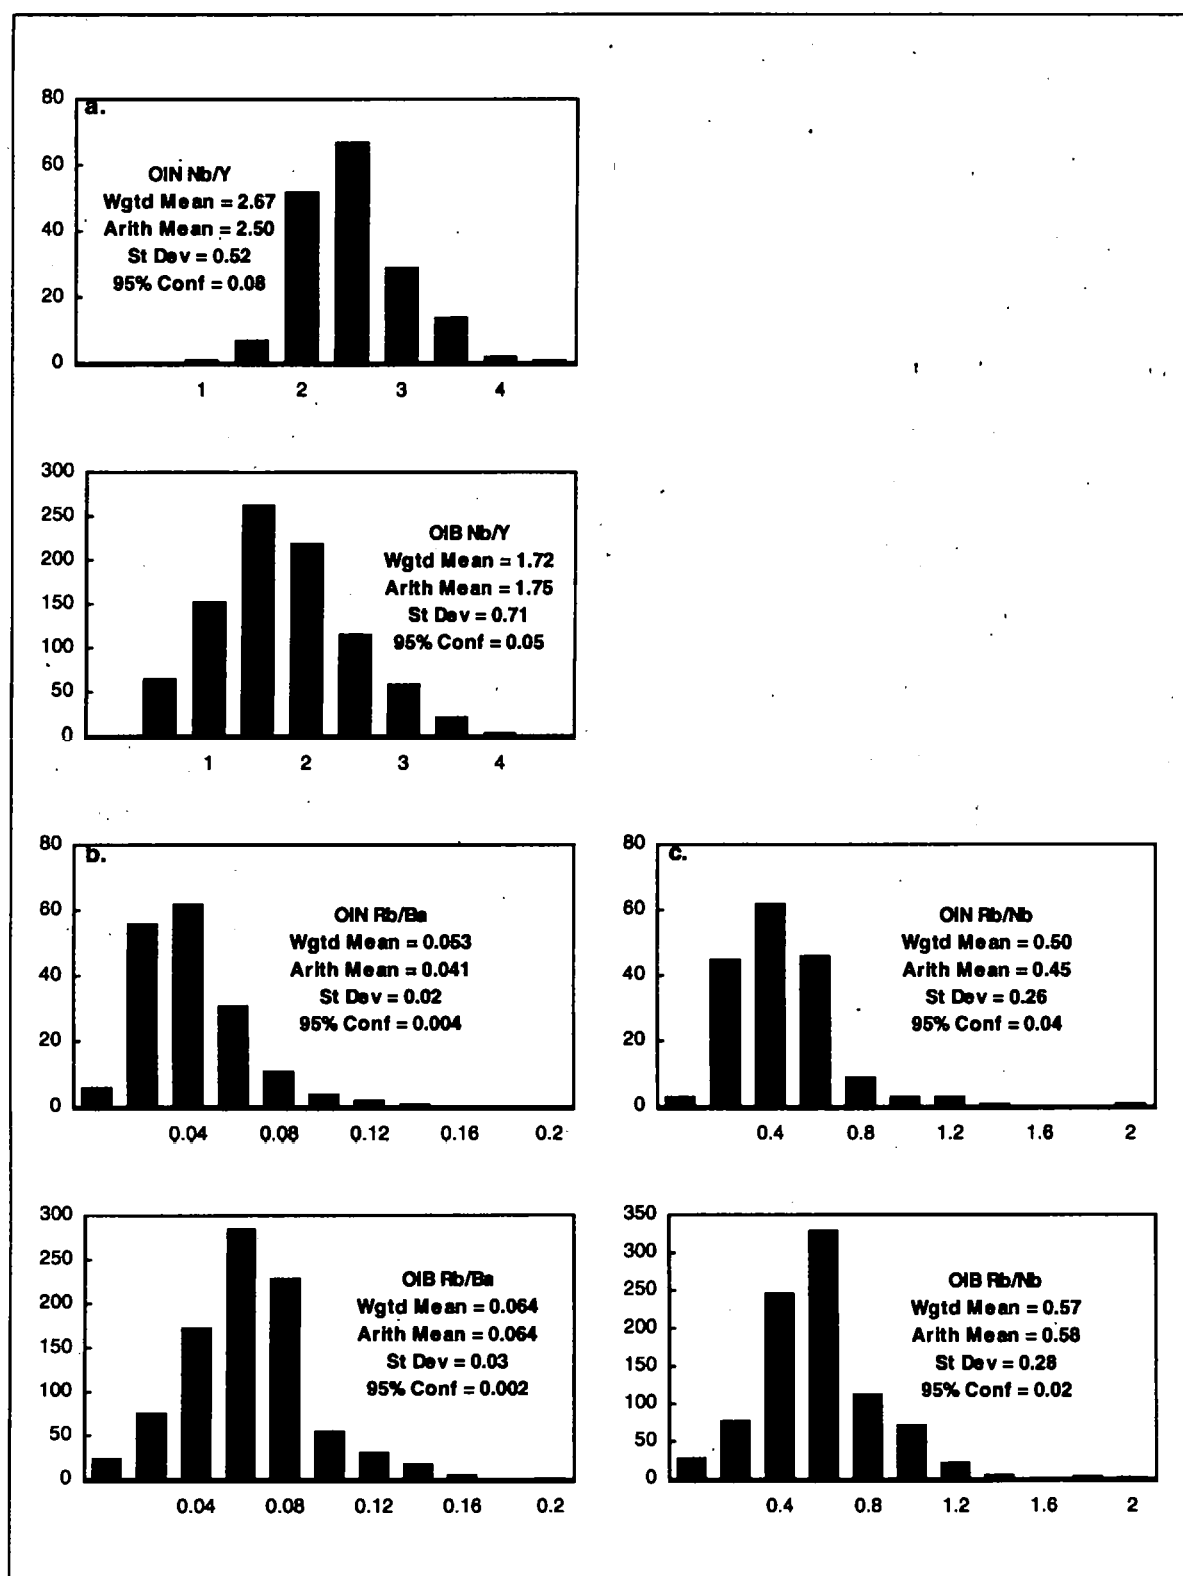 a.
80
60
40
20
0
OIN Nb/Y
Wgtd Mean = 2.67
Arith Mean = 2.50
St Dev = 0.52
95% Conf = 0.08
1 2 3 4
300
250
200
150
100
50
0
OIB Nb/Y
Wgtd Mean = 1.72
Arith Mean = 1.75
St Dev = 0.71
95% Conf = 0.05
1 2 3 4
b.
80
60
40
20
0
OIN Rb/Ba
Wgtd Mean = 0.053
Arith Mean = 0.041
St Dev = 0.02
95% Conf = 0.004
0.04 0.08 0.12 0.16 0.2
c.
80
60
40
20
0
OIN Rb/Nb
Wgtd Mean = 0.50
Arith Mean = 0.45
St Dev = 0.26
95% Conf = 0.04
0.4 0.8 1.2 1.6 2
300
250
200
150
100
50
0
OIB Rb/Ba
Wgtd Mean = 0.064
Arith Mean = 0.064
St Dev = 0.03
95% Conf = 0.002
0.04 0.08 0.12 0.16 0.2
350
300
250
200
150
100
50
0
OIB Rb/Nb
Wgtd Mean = 0.57
Arith Mean = 0.58
St Dev = 0.28
95% Conf = 0.02
0.4 0.8 1.2 1.6 2